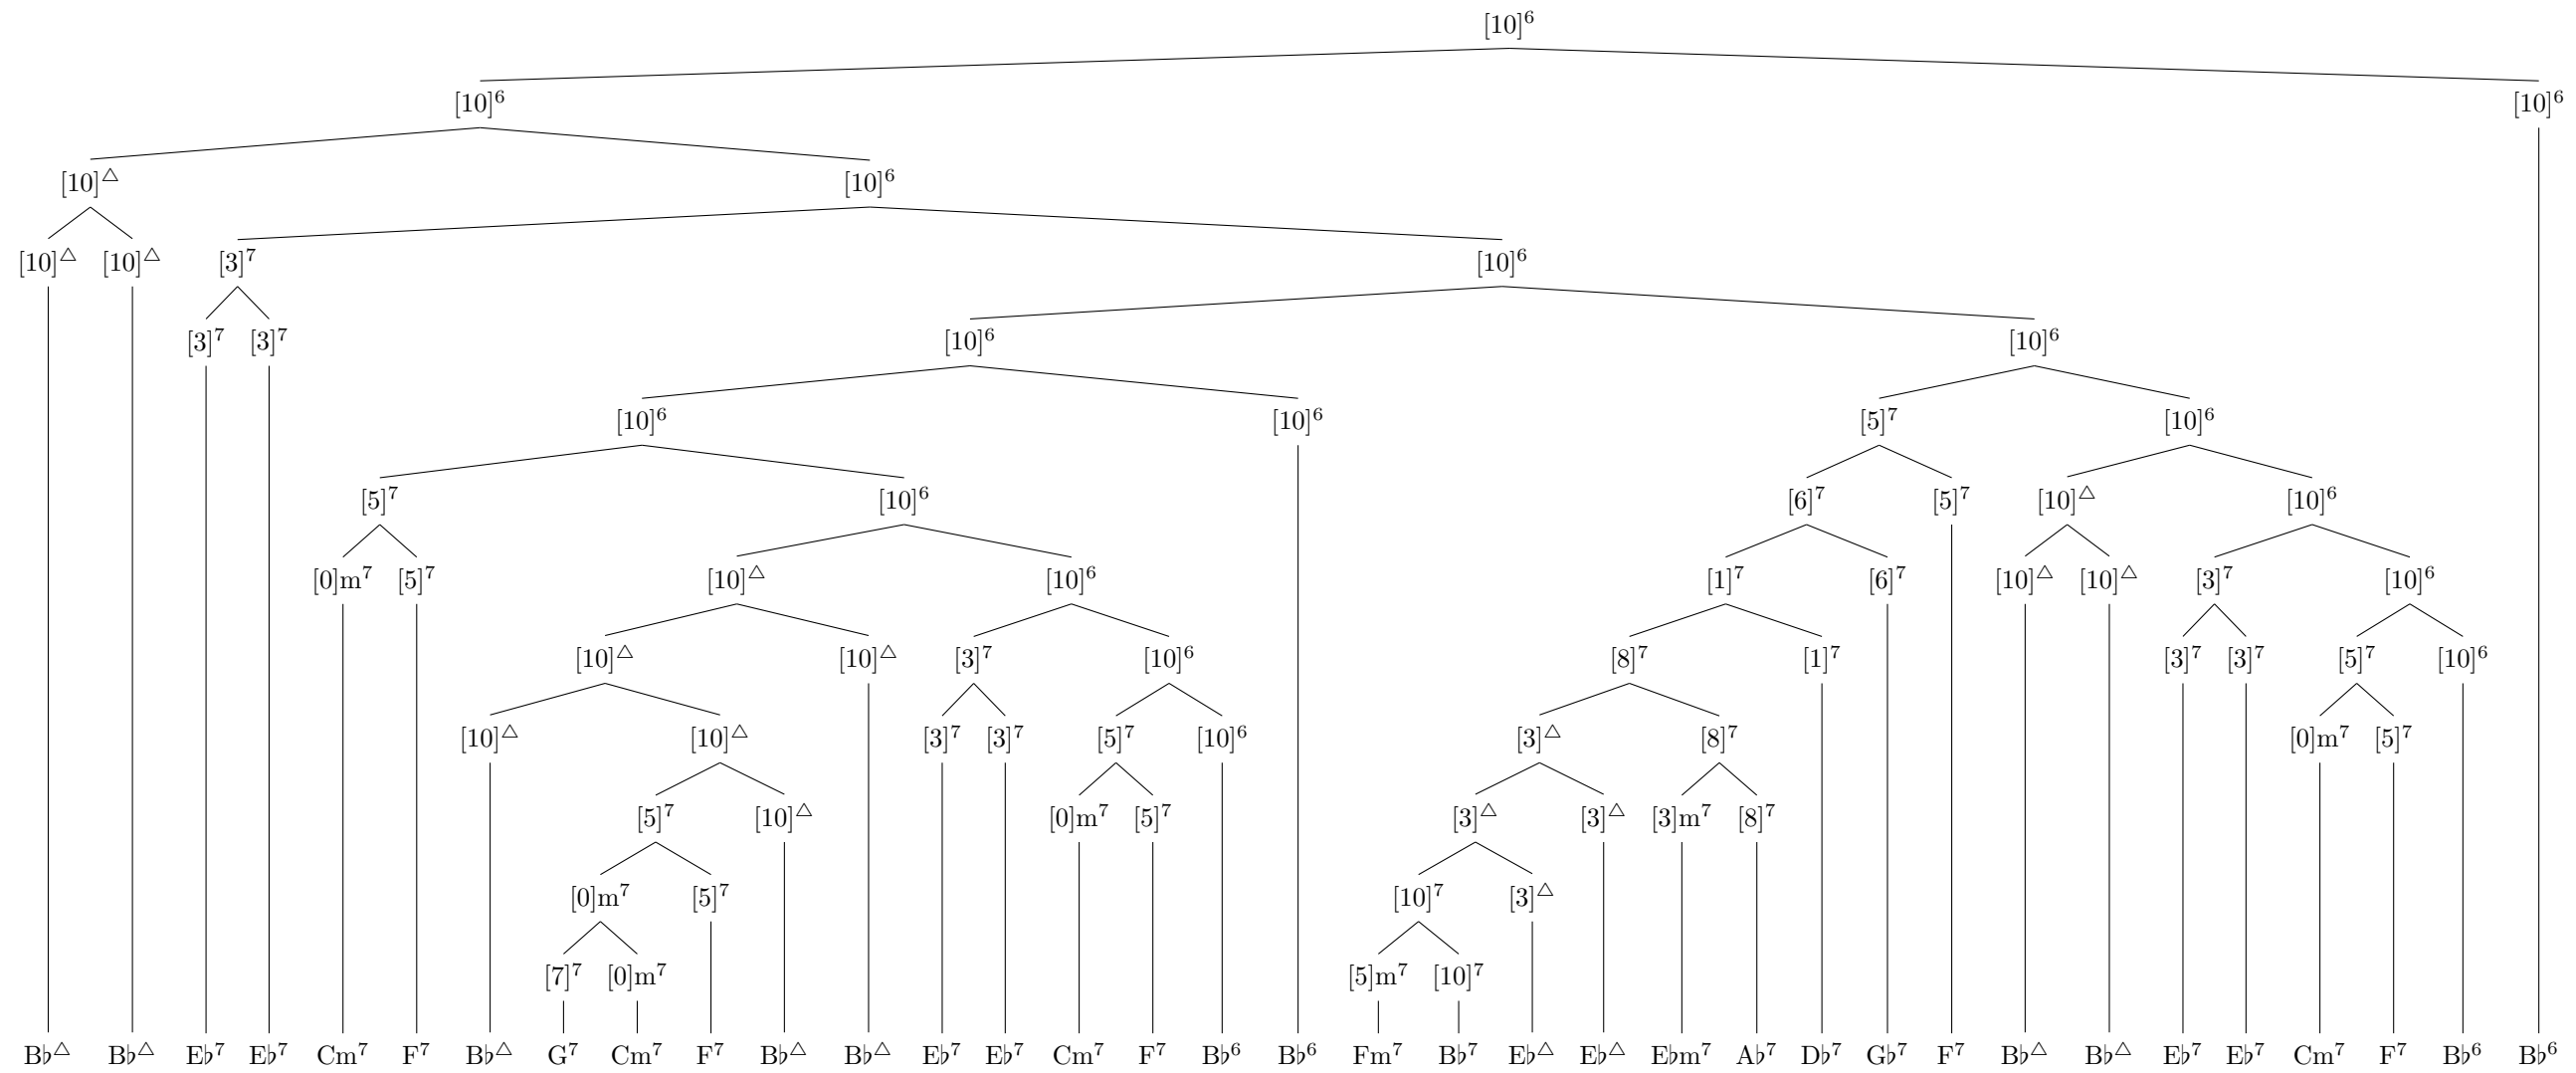 [10]⁶
[10]⁶ [10]⁶
[10]△ [10]⁶
[10]△ [10]△ [3]⁷ [10]⁶
[3]⁷ [3]⁷ [10]⁶ [10]⁶
[10]⁶ [10]⁶ [5]⁷ [10]⁶
[5]⁷ [10]⁶ [6]⁷ [5]⁷ [10]△ [10]⁶
[0]m⁷ [5]⁷ [10]△ [10]⁶ [1]⁷ [6]⁷ [10]△ [10]△ [3]⁷ [10]⁶
[10]△ [10]△ [3]⁷ [10]⁶ [8]⁷ [1]⁷ [3]⁷ [3]⁷ [5]⁷ [10]⁶
[10]△ [10]△ [3]⁷ [3]⁷ [5]⁷ [10]⁶ [3]△ [8]⁷ [0]m⁷ [5]⁷
[5]⁷ [10]△ [0]m⁷ [5]⁷ [3]△ [3]△ [3]m⁷ [8]⁷
[0]m⁷ [5]⁷ [10]⁷ [3]△
[7]⁷ [0]m⁷ [5]m⁷ [10]⁷
B♭△ B♭△ E♭⁷ E♭⁷ Cm⁷ F⁷ B♭△ G⁷ Cm⁷ F⁷ B♭△ B♭△ E♭⁷ E♭⁷ Cm⁷ F⁷ B♭⁶ B♭⁶ Fm⁷ B♭⁷ E♭△ E♭△ E♭m⁷ A♭⁷ D♭⁷ G♭⁷ F⁷ B♭△ B♭△ E♭⁷ E♭⁷ Cm⁷ F⁷ B♭⁶ B♭⁶